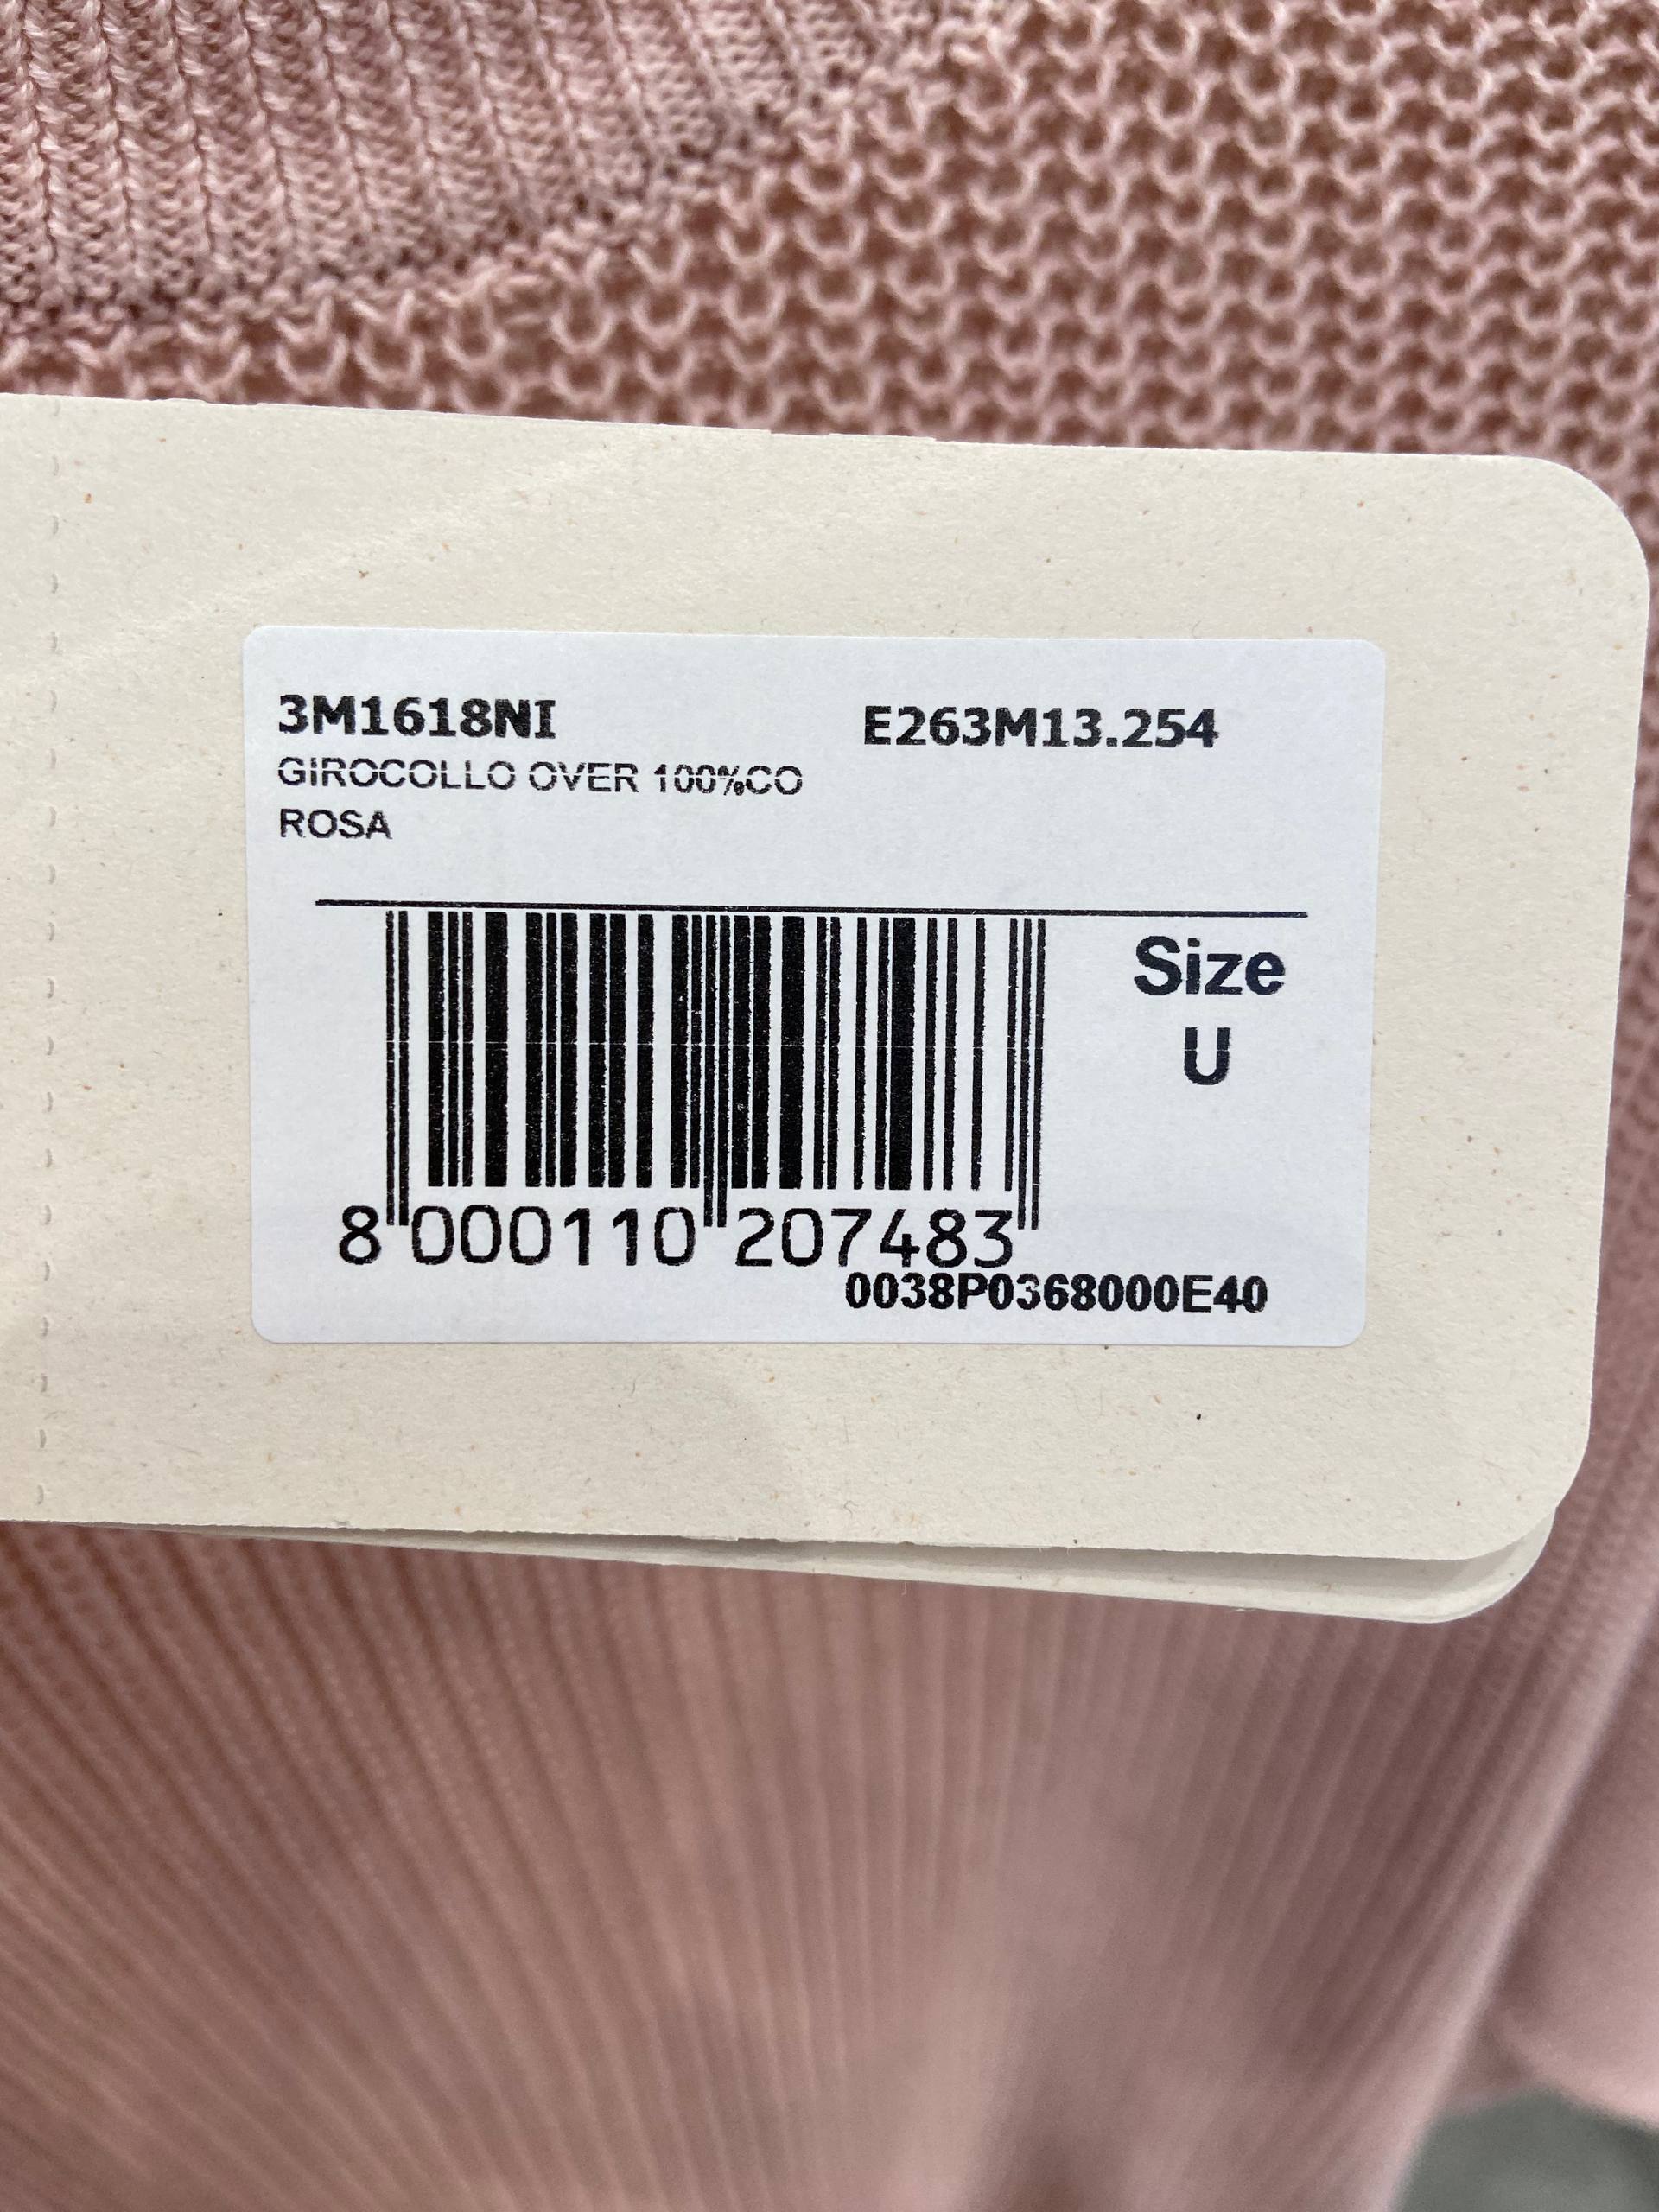 3M1618NI E263M13.254
GIROCOLLO OVER 100%CO
ROSA
Size
U
8 000110 207483
0038P0368000E40